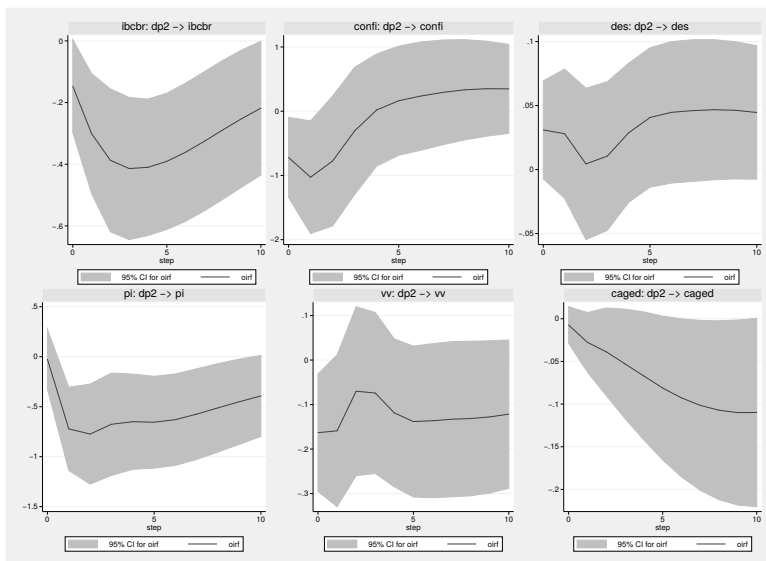 ibcbr: dp2 -> ibcbr
0
-.2
-.4
-.6
0
5
10
step
95% CI for oirf
oirf
confi: dp2 -> confi
1
0
-1
-2
0
5
10
step
95% CI for oirf
oirf
des: dp2 -> des
.1
.05
0
-.05
0
5
10
step
95% CI for oirf
oirf
pi: dp2 -> pi
.5
0
-.5
-1
-1.5
0
5
10
step
95% CI for oirf
oirf
vv: dp2 -> vv
.1
0
-.1
-.2
-.3
0
5
10
step
95% CI for oirf
oirf
caged: dp2 -> caged
0
-.05
-.1
-.15
-.2
0
5
10
step
95% CI for oirf
oirf